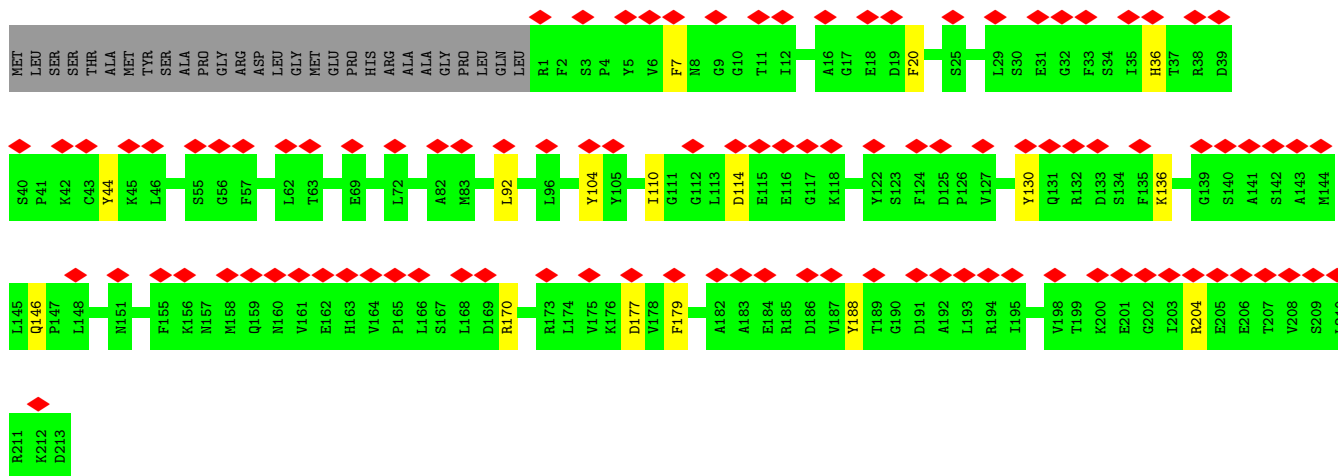 MET LEU SER SER THR ALA MET TYR SER ALA PRO GLY ARG ASP LEU GLY MET GLU PRO HIS ARG ALA ALA GLY PRO LEU GLN LEU R1 F2 S3 P4 Y5 V6 F7 N8 G9 G10 T11 I12 A16 G17 E18 D19 F20 S25 L29 S30 E31 G32 F33 S34 I35 H36 T37 R38 D39
S40 P41 K42 C43 Y44 K45 L46 S55 G56 F57 L62 T63 E69 L72 A82 M83 L92 L96 Y104 Y105 I110 G111 G112 L113 D114 E115 E116 G117 K118 Y122 S123 F124 D125 P126 V127 Y130 Q131 R132 D133 S134 F135 K136 G139 S140 A141 S142 A143 M144
L145 Q146 P147 L148 N151 F155 K156 N157 M158 Q159 N160 V161 E162 H163 V164 P165 L166 S167 L168 D169 R170 R173 L174 V175 K176 D177 V178 F179 A182 A183 E184 R185 D186 V187 Y188 T189 G190 D191 A192 L193 R194 I195 V198 T199 K200 E201 G202 I203 R204 E205 E206 T207 V208 S209
R211 K212 D213